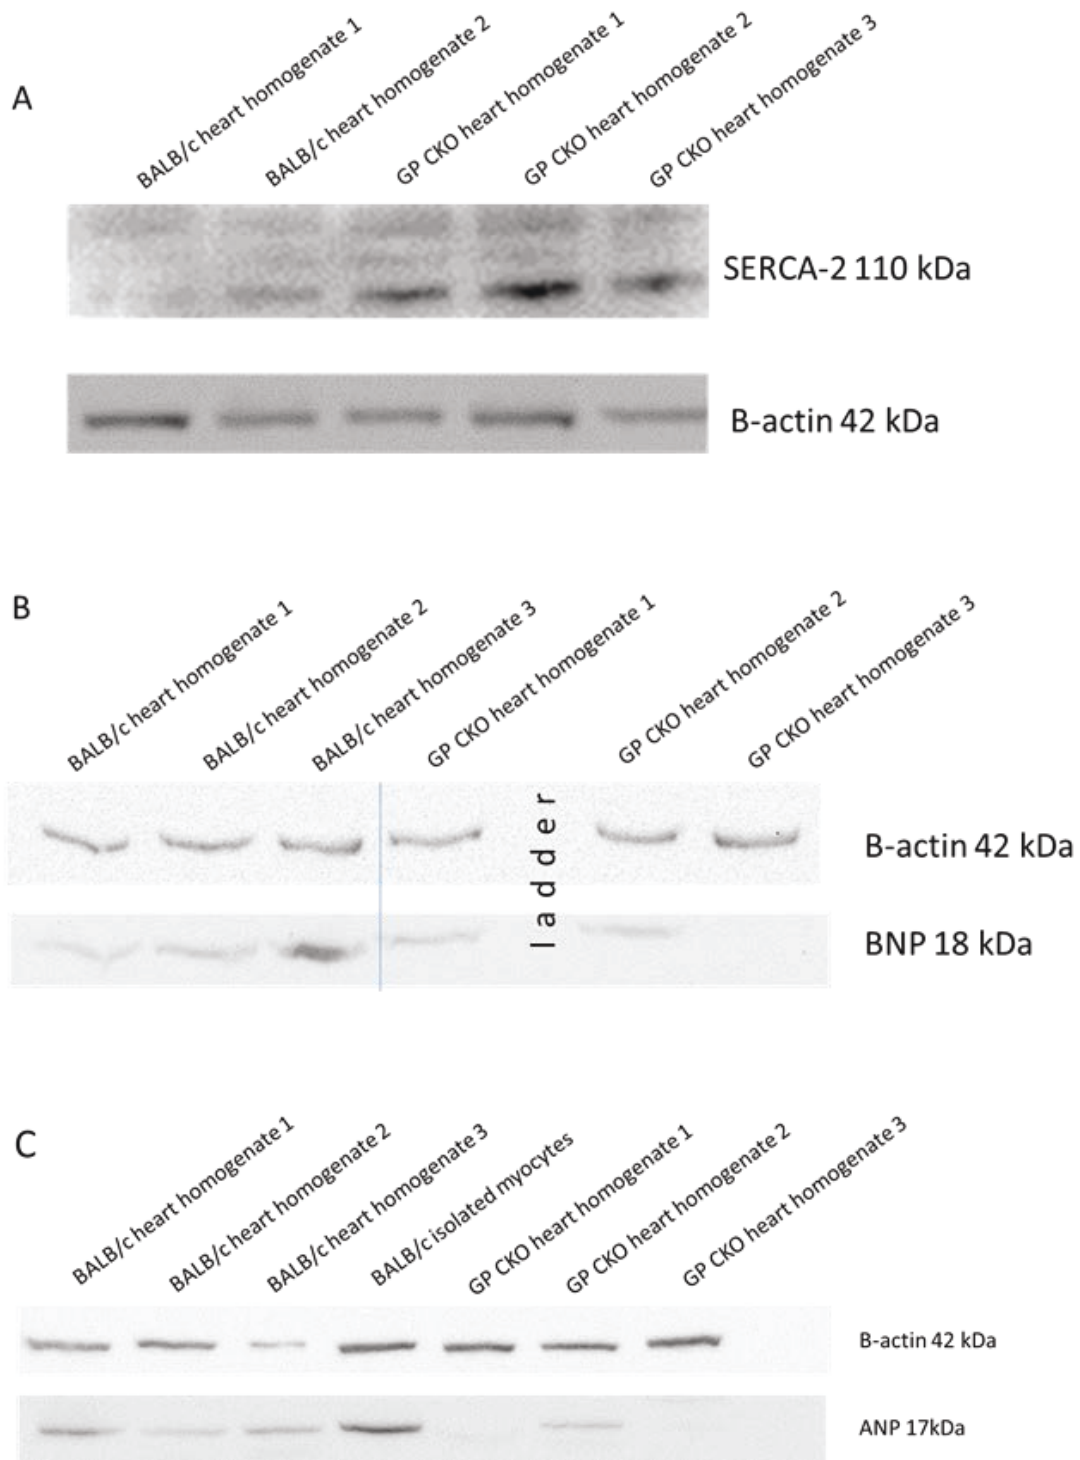 A
BALB/c heart homogenate 1
BALB/c heart homogenate 2
GP CKO heart homogenate 1
GP CKO heart homogenate 2
GP CKO heart homogenate 3
SERCA-2 110 kDa
B-actin 42 kDa
B
BALB/c heart homogenate 1
BALB/c heart homogenate 2
BALB/c heart homogenate 3
GP CKO heart homogenate 1
ladder
GP CKO heart homogenate 2
GP CKO heart homogenate 3
B-actin 42 kDa
BNP 18 kDa
C
BALB/c heart homogenate 1
BALB/c heart homogenate 2
BALB/c heart homogenate 3
BALB/c isolated myocytes
GP CKO heart homogenate 1
GP CKO heart homogenate 2
GP CKO heart homogenate 3
B-actin 42 kDa
ANP 17kDa